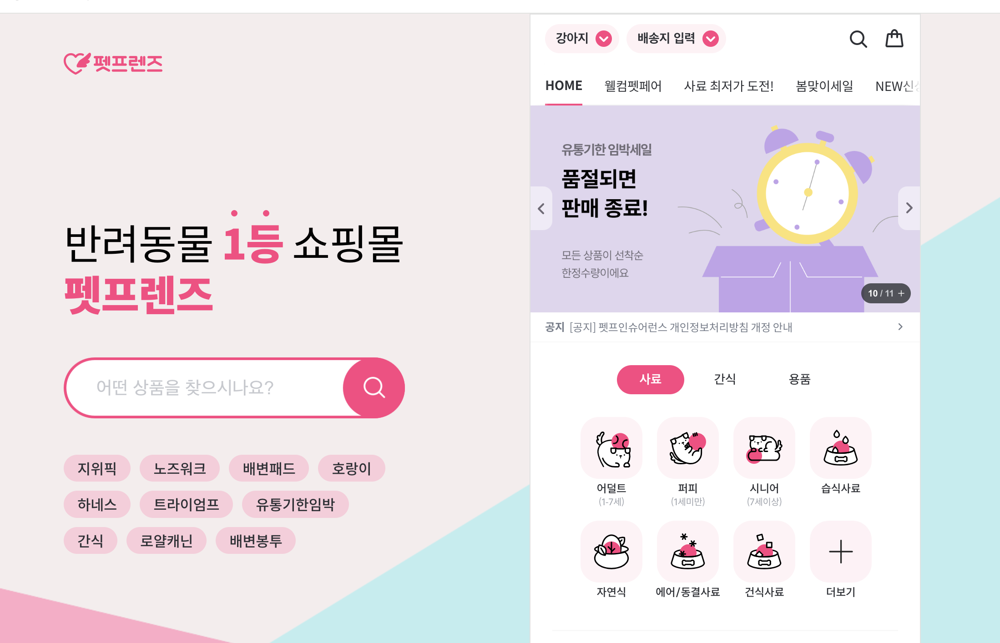 펫프렌즈
반려동물 1등 쇼핑몰
펫프렌즈
어떤 상품을 찾으시나요?
지위픽 노즈워크 배변패드 호랑이
하네스 트라이엄프 유통기한임박
간식 로얄캐닌 배변봉투
강아지 배송지 입력
HOME 웰컴펫페어 사료 최저가 도전! 봄맞이세일 NEW신상
유통기한 임박세일
품절되면
판매 종료!
모든 상품이 선착순
한정수량이에요
10 / 11 +
공지 [공지] 펫프인슈어런스 개인정보처리방침 개정 안내
사료 간식 용품
어덜트 퍼피 시니어 습식사료
(1-7세) (1세미만) (7세이상)
자연식 에어/동결사료 건식사료 더보기